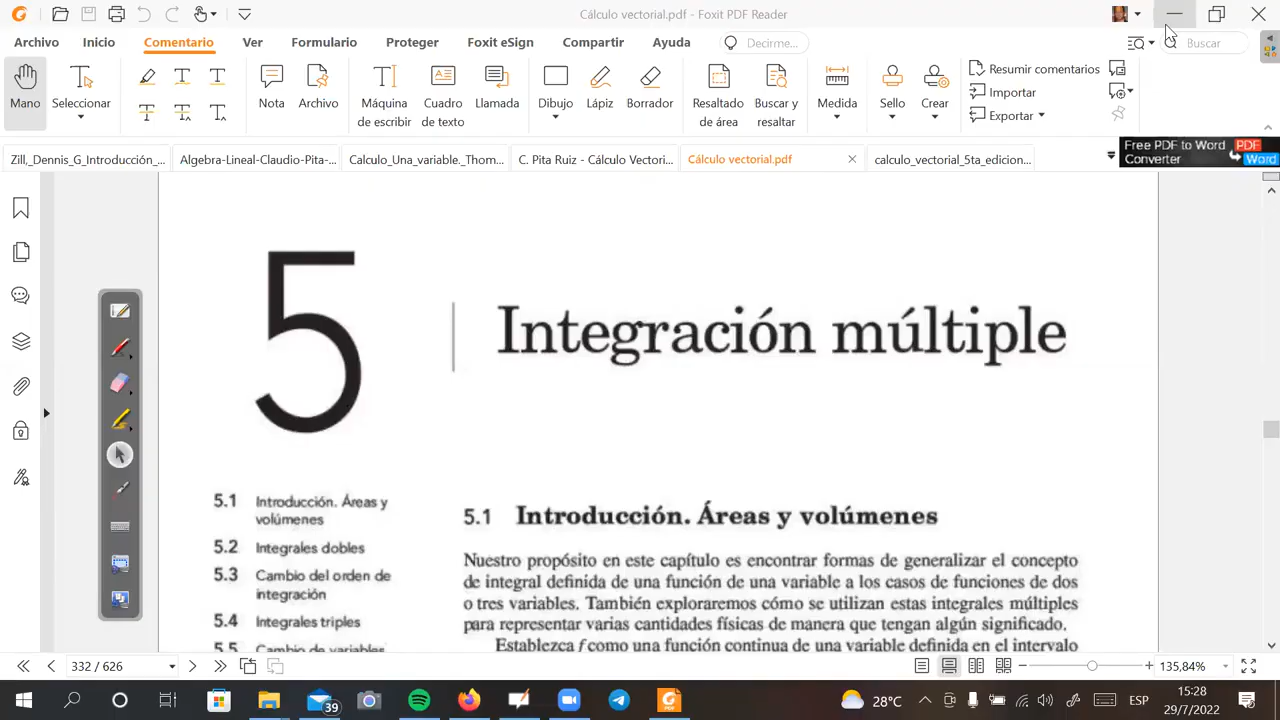 Cálculo vectorial.pdf - Foxit PDF Reader
Archivo Inicio Comentario Ver Formulario Proteger Foxit eSign Compartir Ayuda Decirme... Buscar
Mano Seleccionar Nota Archivo Máquina de escribir Cuadro de texto Llamada Dibujo Lápiz Borrador Resaltado de área Buscar y resaltar Medida Sello Crear
Resumir comentarios
Importar
Exportar
Zill,_Dennis_G_Introducción_... Algebra-Lineal-Claudio-Pita-... Calculo_Una_variable._Thom... C. Pita Ruiz - Cálculo Vectori... Cálculo vectorial.pdf calculo_vectorial_5ta_edicion...
Free PDF to Word PDF
Converter Word
5 Integración múltiple
5.1 Introducción. Áreas y
volúmenes
5.2 Integrales dobles
5.3 Cambio del orden de
integración
5.4 Integrales triples
5.5 Cambio de variables
5.1 Introducción. Áreas y volúmenes
Nuestro propósito en este capítulo es encontrar formas de generalizar el concepto
de integral definida de una función de una variable a los casos de funciones de dos
o tres variables. También exploraremos cómo se utilizan estas integrales múltiples
para representar varias cantidades físicas de manera que tengan algún significado.
Establezca f como una función continua de una variable definida en el intervalo
332 / 626 135,84%
39 28°C ESP 15:28
29/7/2022